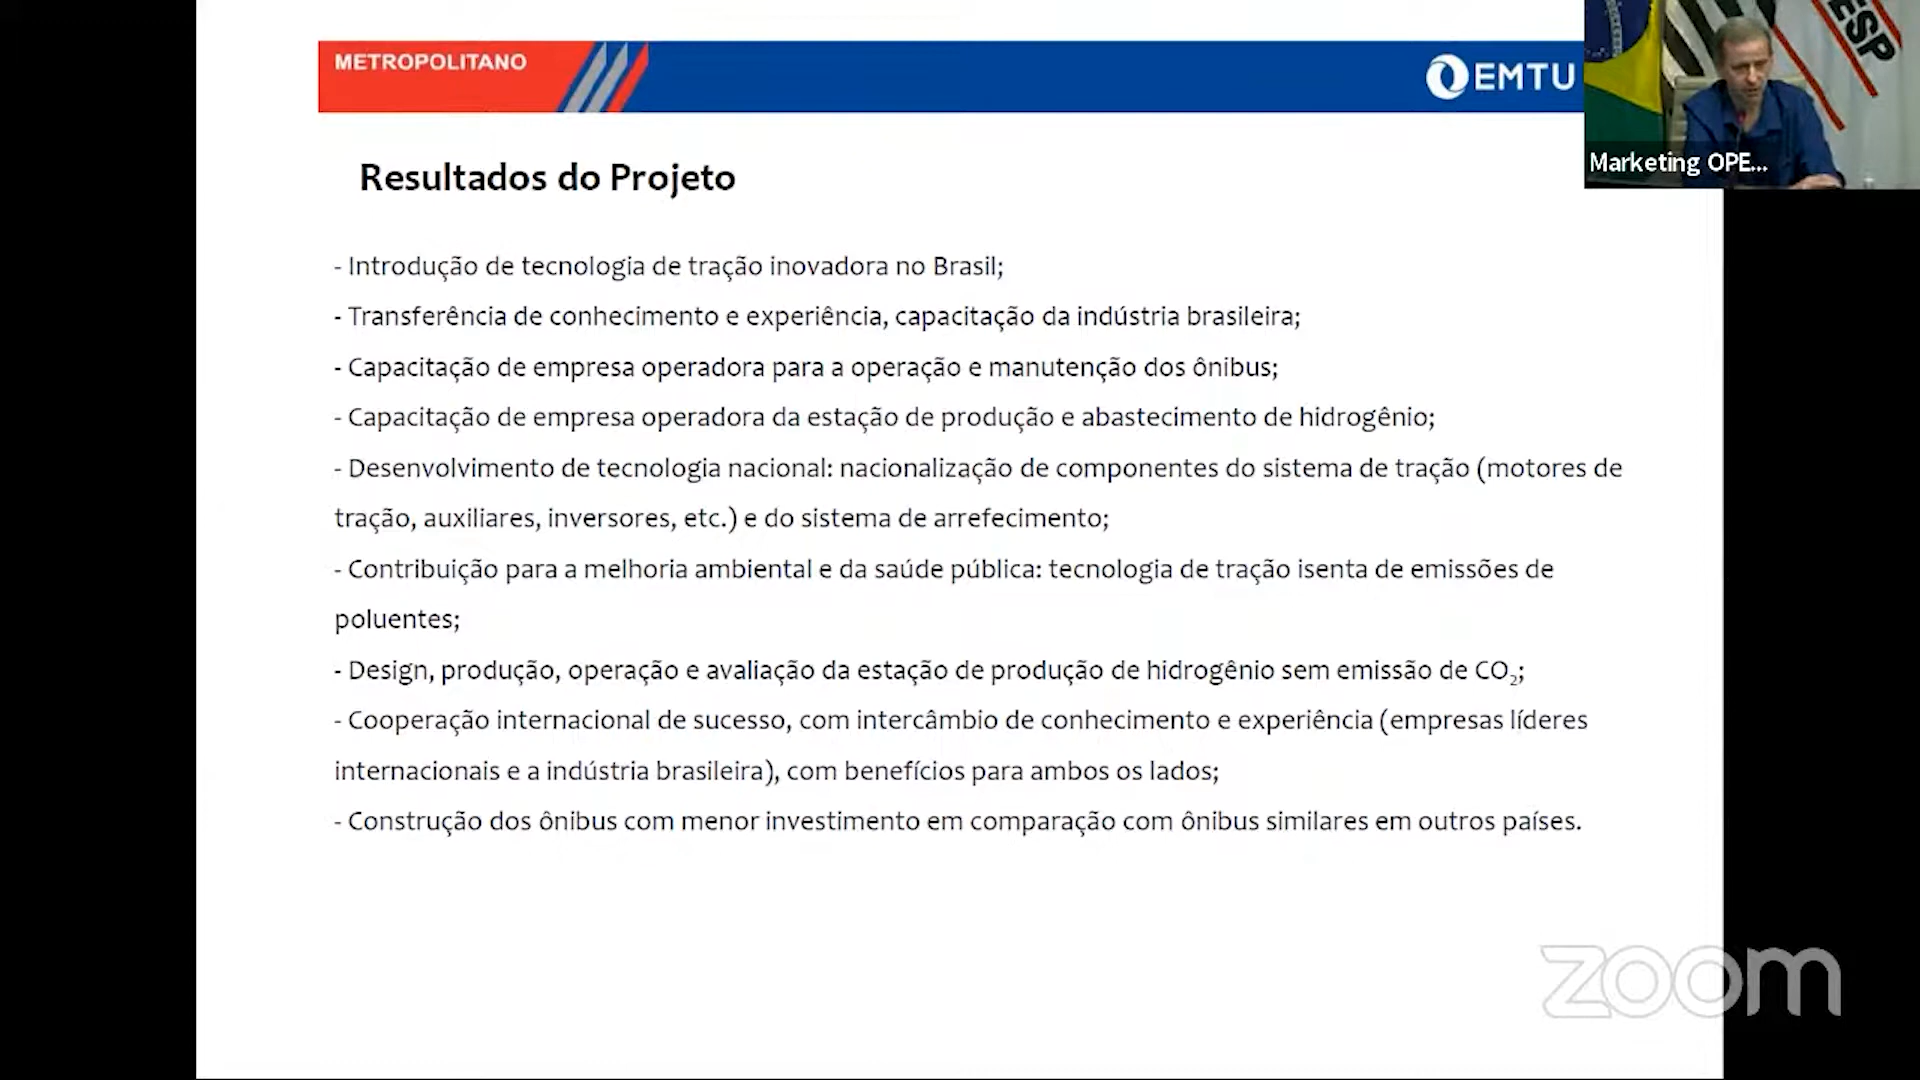 METROPOLITANO
EMTU
ESP
Marketing OPE...
Resultados do Projeto
- Introdução de tecnologia de tração inovadora no Brasil;
- Transferência de conhecimento e experiência, capacitação da indústria brasileira;
- Capacitação de empresa operadora para a operação e manutenção dos ônibus;
- Capacitação de empresa operadora da estação de produção e abastecimento de hidrogênio;
- Desenvolvimento de tecnologia nacional: nacionalização de componentes do sistema de tração (motores de
tração, auxiliares, inversores, etc.) e do sistema de arrefecimento;
- Contribuição para a melhoria ambiental e da saúde pública: tecnologia de tração isenta de emissões de
poluentes;
- Design, produção, operação e avaliação da estação de produção de hidrogênio sem emissão de CO₂;
- Cooperação internacional de sucesso, com intercâmbio de conhecimento e experiência (empresas líderes
internacionais e a indústria brasileira), com benefícios para ambos os lados;
- Construção dos ônibus com menor investimento em comparação com ônibus similares em outros países.
zoom